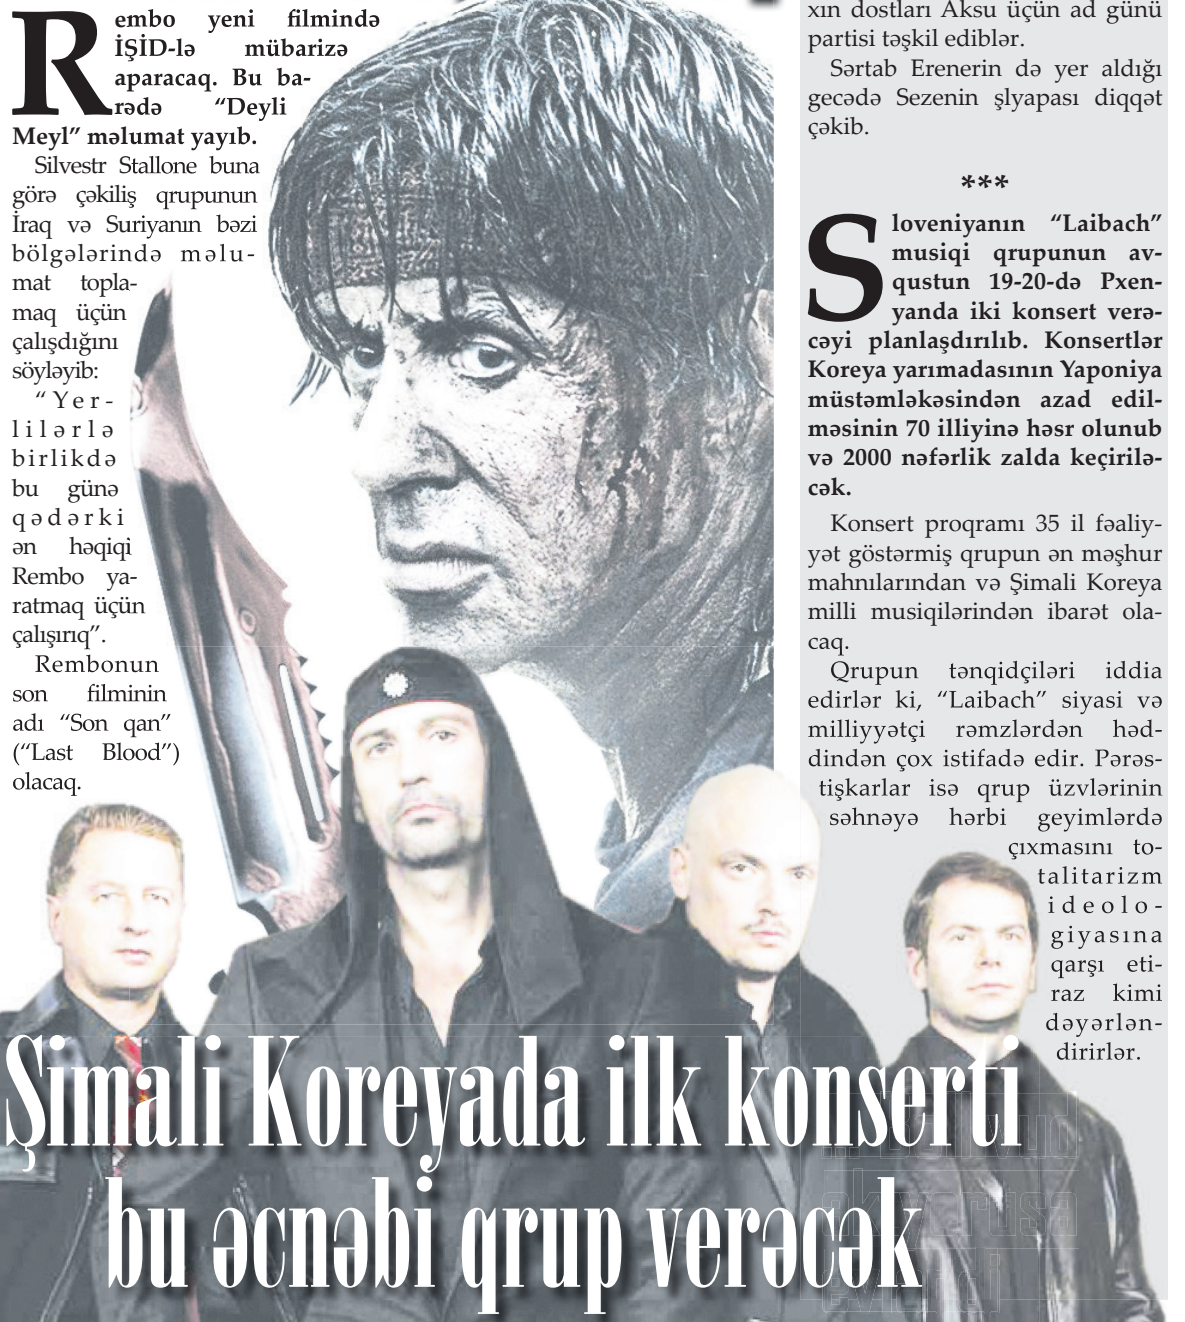 Rembo yeni filmində
İŞİD-lə mübarizə
aparacaq. Bu ba-
rədə “Deyli
Meyl” məlumat yayıb.
Silvestr Stallone buna
görə çəkiliş qrupunun
İraq və Suriyanın bəzi
bölgələrində məlu-
mat topla-
maq üçün
çalışdığını
söyləyib:
“Yer-
lilərlə
birlikdə
bu günə
qədərki
ən həqiqi
Rembo ya-
ratmaq üçün
çalışırıq”.
Rembonun
son filminin
adı “Son qan”
(“Last Blood”)
olacaq.
xın dostları Aksu üçün ad günü
partisi təşkil ediblər.
Sərtab Erenerin də yer aldığı
gecədə Sezenin şlyapası diqqət
çəkib.
***
Sloveniyanın “Laibach”
musiqi qrupunun av-
qustun 19-20-də Pxen-
yanda iki konsert verə-
cəyi planlaşdırılıb. Konsertlər
Koreya yarımadasının Yaponiya
müstəmləkəsindən azad edil-
məsinin 70 illiyinə həsr olunub
və 2000 nəfərlik zalda keçirilə-
cək.
Konsert proqramı 35 il fəaliy-
yət göstərmiş qrupun ən məşhur
mahnılarından və Şimali Koreya
milli musiqilərindən ibarət ola-
caq.
Qrupun tənqidçiləri iddia
edirlər ki, “Laibach” siyasi və
milliyyətçi rəmzlərdən həd-
dindən çox istifadə edir. Pərəs-
tişkarlar isə qrup üzvlərinin
səhnəyə hərbi geyimlərdə
çıxmasını to-
talitarizm
ideolo-
giyasına
qarşı eti-
raz kimi
dəyərlən-
dirirlər.
Şimali Koreyada ilk konserti
bu əcnəbi qrup verəcək